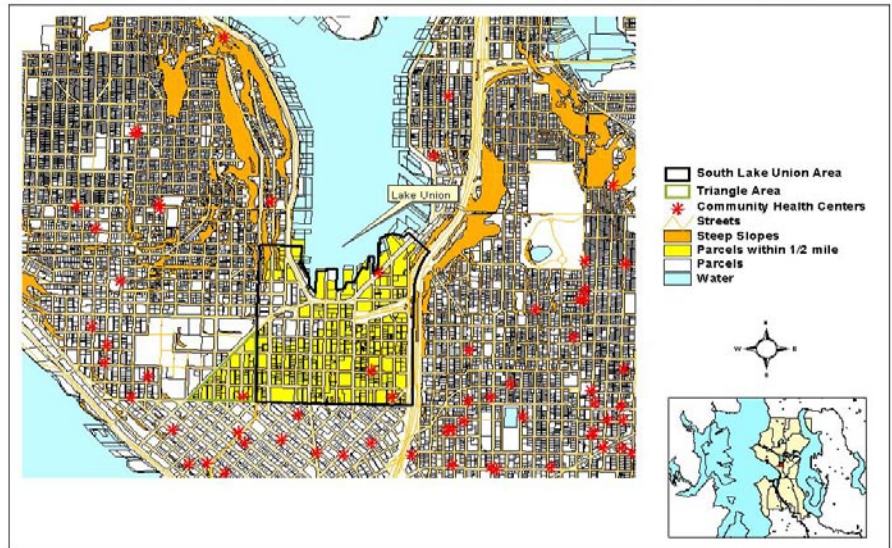 Lake Union
South Lake Union Area
Triangle Area
Community Health Centers
Streets
Steep Slopes
Parcels within 1/2 mile
Parcels
Water
N
W
E
S